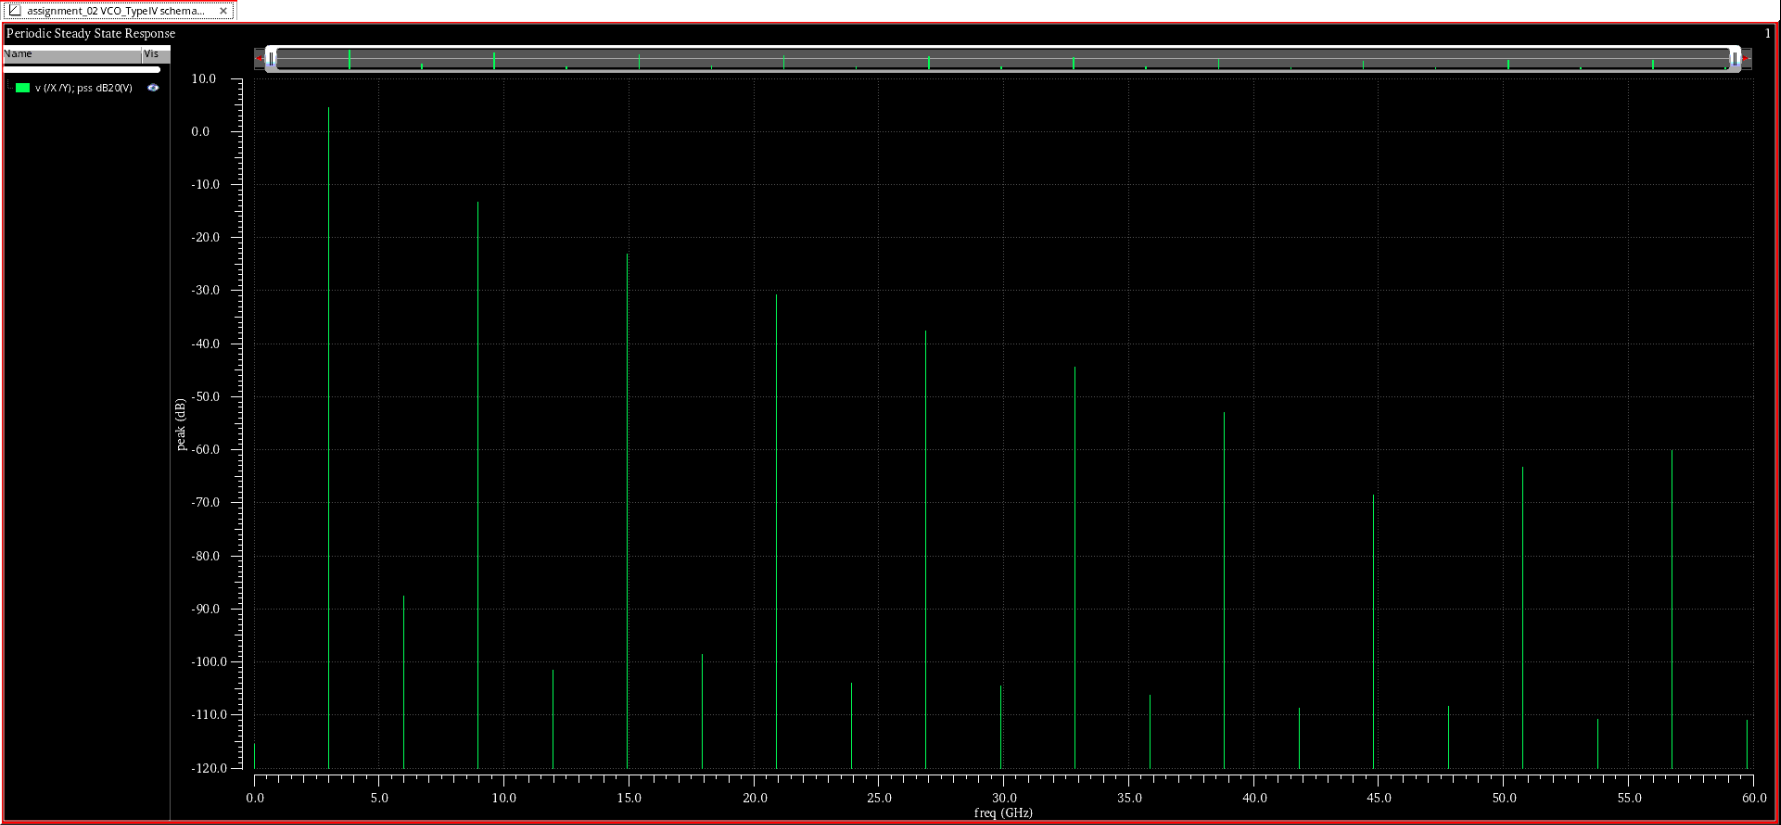 assignment_02 VCO_TypeIV schema... ×
Periodic Steady State Response
1
Name Vis
v (/X /Y); pss dB20(V)
10.0
0.0
-10.0
-20.0
-30.0
-40.0
-50.0
-60.0
-70.0
-80.0
-90.0
-100.0
-110.0
-120.0
peak (dB)
0.0 5.0 10.0 15.0 20.0 25.0 30.0 35.0 40.0 45.0 50.0 55.0 60.0
freq (GHz)